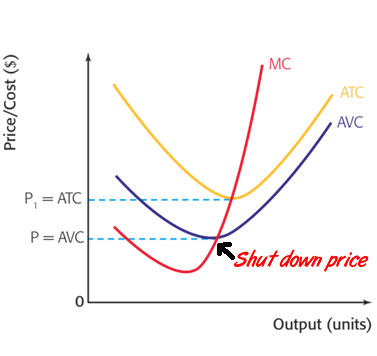 Price/Cost ($)
MC
ATC
AVC
P₁ = ATC
P = AVC
Shut down price
0
Output (units)